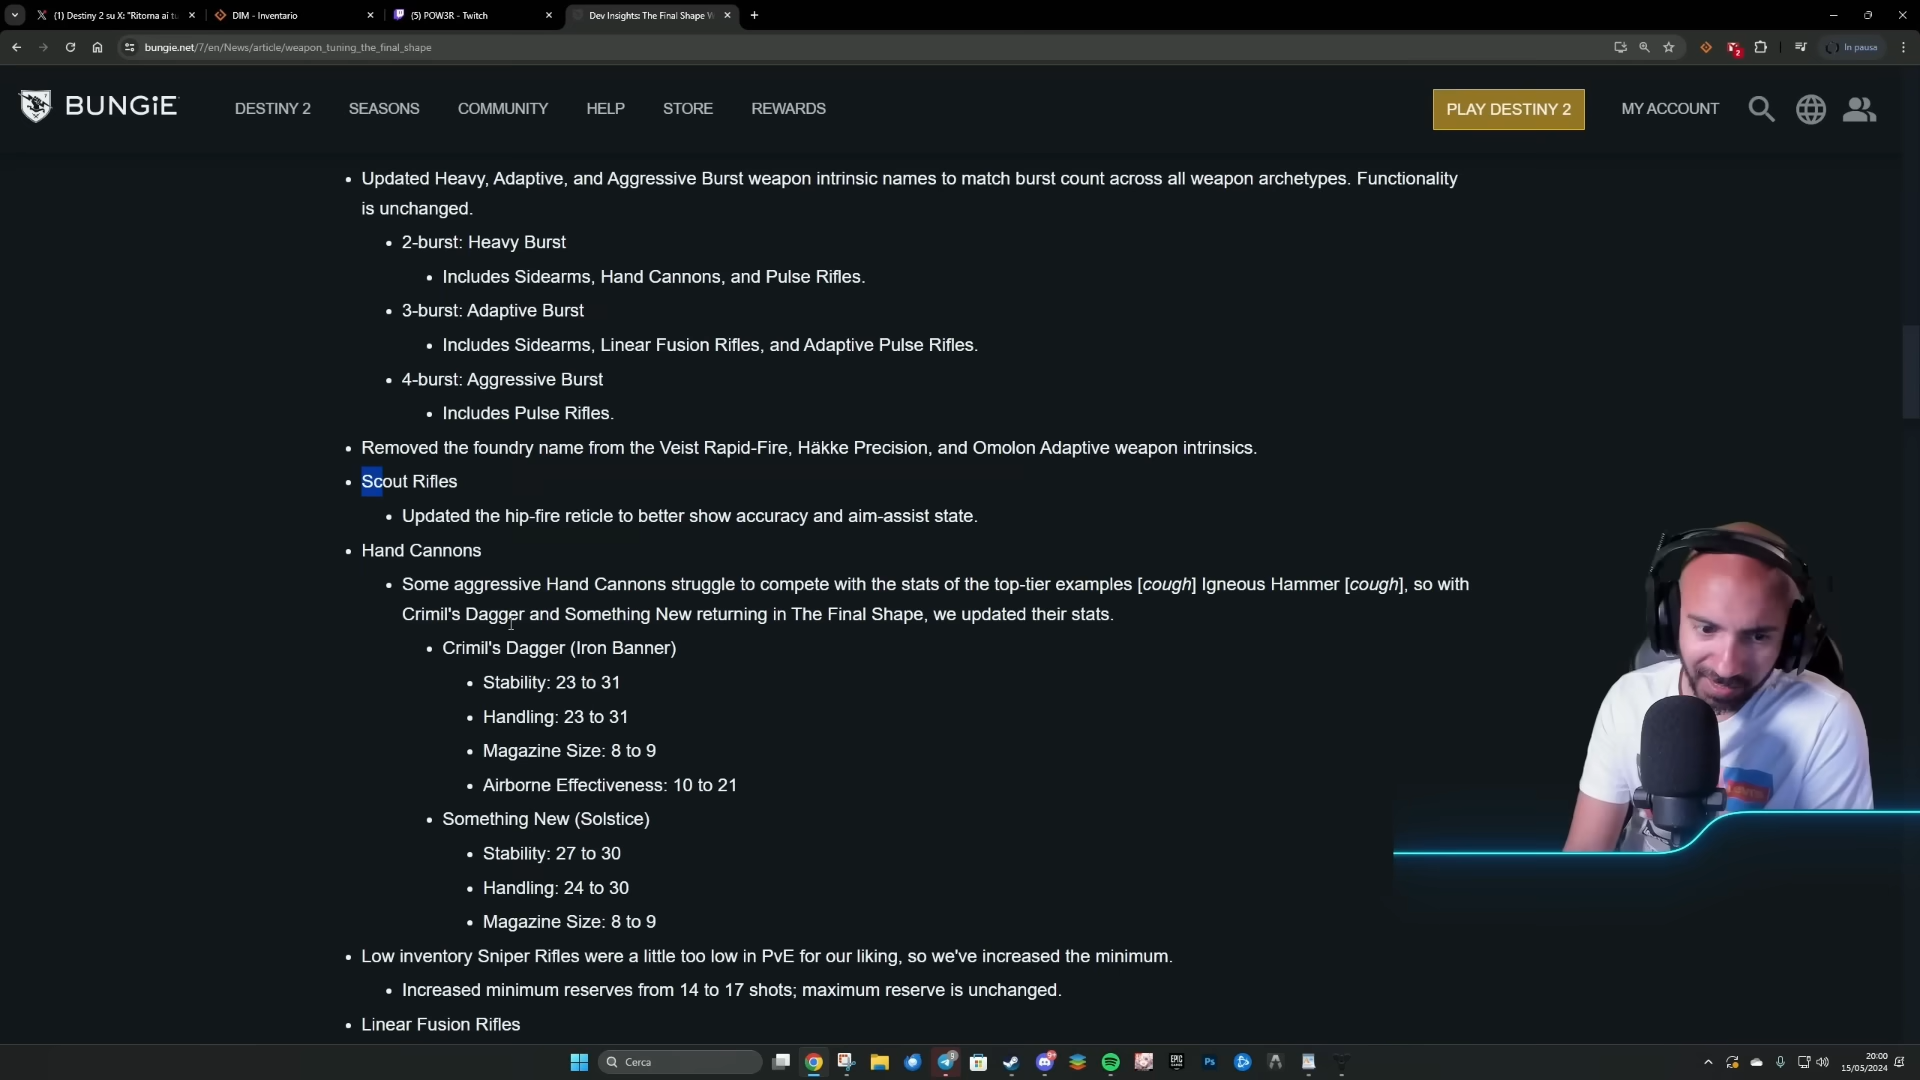 (1) Destiny 2 su X: "Ritorna ai tu
DIM - Inventario
(5) POW3R - Twitch
Dev Insights: The Final Shape W
bungie.net/7/en/News/article/weapon_tuning_the_final_shape
2
In pausa
BUNGiE
DESTINY 2
SEASONS
COMMUNITY
HELP
STORE
REWARDS
PLAY DESTINY 2
MY ACCOUNT
• Updated Heavy, Adaptive, and Aggressive Burst weapon intrinsic names to match burst count across all weapon archetypes. Functionality
is unchanged.
• 2-burst: Heavy Burst
• Includes Sidearms, Hand Cannons, and Pulse Rifles.
• 3-burst: Adaptive Burst
• Includes Sidearms, Linear Fusion Rifles, and Adaptive Pulse Rifles.
• 4-burst: Aggressive Burst
• Includes Pulse Rifles.
• Removed the foundry name from the Veist Rapid-Fire, Häkke Precision, and Omolon Adaptive weapon intrinsics.
• Scout Rifles
• Updated the hip-fire reticle to better show accuracy and aim-assist state.
• Hand Cannons
• Some aggressive Hand Cannons struggle to compete with the stats of the top-tier examples [cough] Igneous Hammer [cough], so with
Crimil's Dagger and Something New returning in The Final Shape, we updated their stats.
• Crimil's Dagger (Iron Banner)
• Stability: 23 to 31
• Handling: 23 to 31
• Magazine Size: 8 to 9
• Airborne Effectiveness: 10 to 21
• Something New (Solstice)
• Stability: 27 to 30
• Handling: 24 to 30
• Magazine Size: 8 to 9
• Low inventory Sniper Rifles were a little too low in PvE for our liking, so we've increased the minimum.
• Increased minimum reserves from 14 to 17 shots; maximum reserve is unchanged.
• Linear Fusion Rifles
Cerca
EPIC
Ps
20:00
15/05/2024